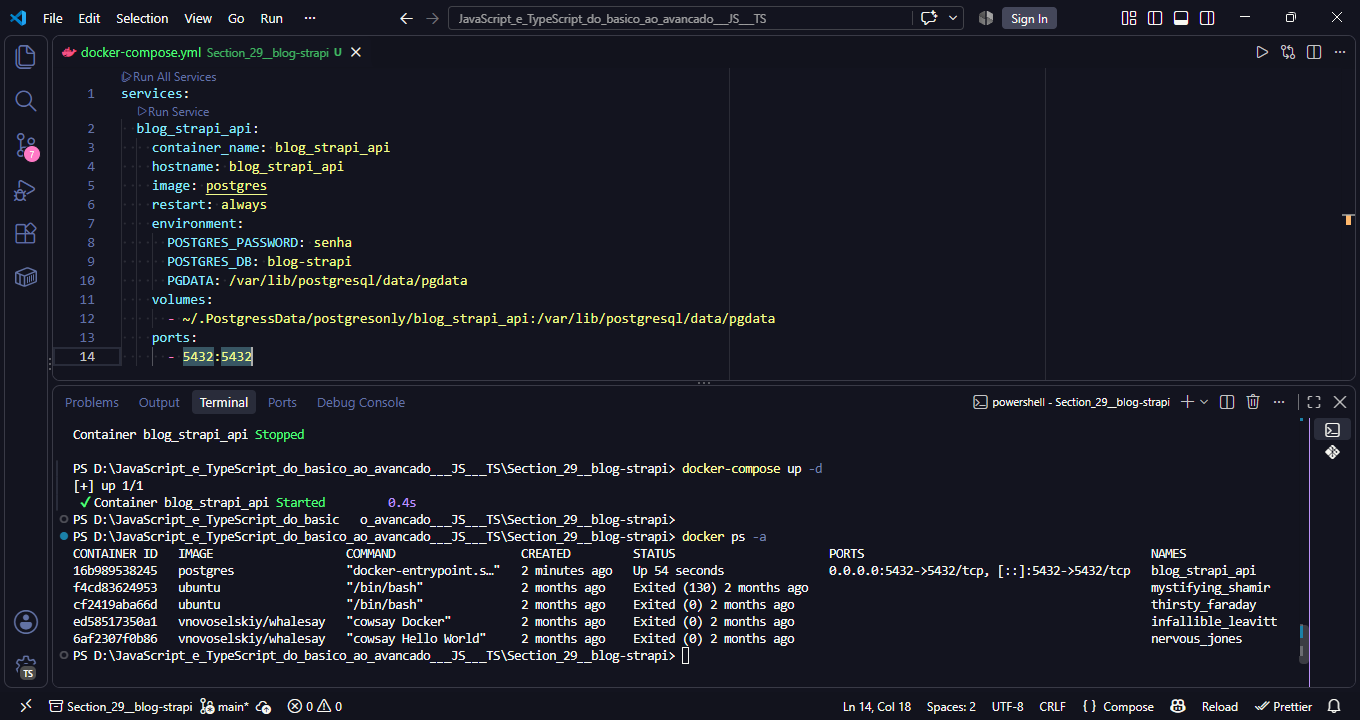 File Edit Selection View Go Run ··· JavaScript_e_TypeScript_do_basico_ao_avancado___JS___TS Sign In
docker-compose.yml Section_29__blog-strapi U
Run All Services
1 services:
Run Service
2 blog_strapi_api:
3 container_name: blog_strapi_api
4 hostname: blog_strapi_api
5 image: postgres
6 restart: always
7 environment:
8 POSTGRES_PASSWORD: senha
9 POSTGRES_DB: blog-strapi
10 PGDATA: /var/lib/postgresql/data/pgdata
11 volumes:
12 - ~/.PostgressData/postgresonly/blog_strapi_api:/var/lib/postgresql/data/pgdata
13 ports:
14 - 5432:5432
7
Problems Output Terminal Ports Debug Console powershell - Section_29__blog-strapi
Container blog_strapi_api Stopped
PS D:\JavaScript_e_TypeScript_do_basico_ao_avancado___JS___TS\Section_29__blog-strapi> docker-compose up -d
[+] up 1/1
✓Container blog_strapi_api Started 0.4s
PS D:\JavaScript_e_TypeScript_do_basic o_avancado___JS___TS\Section_29__blog-strapi>
PS D:\JavaScript_e_TypeScript_do_basico_ao_avancado___JS___TS\Section_29__blog-strapi> docker ps -a
CONTAINER ID IMAGE COMMAND CREATED STATUS PORTS NAMES
16b989538245 postgres "docker-entrypoint.s…" 2 minutes ago Up 54 seconds 0.0.0.0:5432->5432/tcp, [::]:5432->5432/tcp blog_strapi_api
f4cd83624953 ubuntu "/bin/bash" 2 months ago Exited (130) 2 months ago mystifying_shamir
cf2419aba66d ubuntu "/bin/bash" 2 months ago Exited (0) 2 months ago thirsty_faraday
ed58517350a1 vnovoselskiy/whalesay "cowsay Docker" 2 months ago Exited (0) 2 months ago infallible_leavitt
6af2307f0b86 vnovoselskiy/whalesay "cowsay Hello World" 2 months ago Exited (0) 2 months ago nervous_jones
PS D:\JavaScript_e_TypeScript_do_basico_ao_avancado___JS___TS\Section_29__blog-strapi>
TS
Section_29__blog-strapi main* 0 0 Ln 14, Col 18 Spaces: 2 UTF-8 CRLF { } Compose Reload Prettier